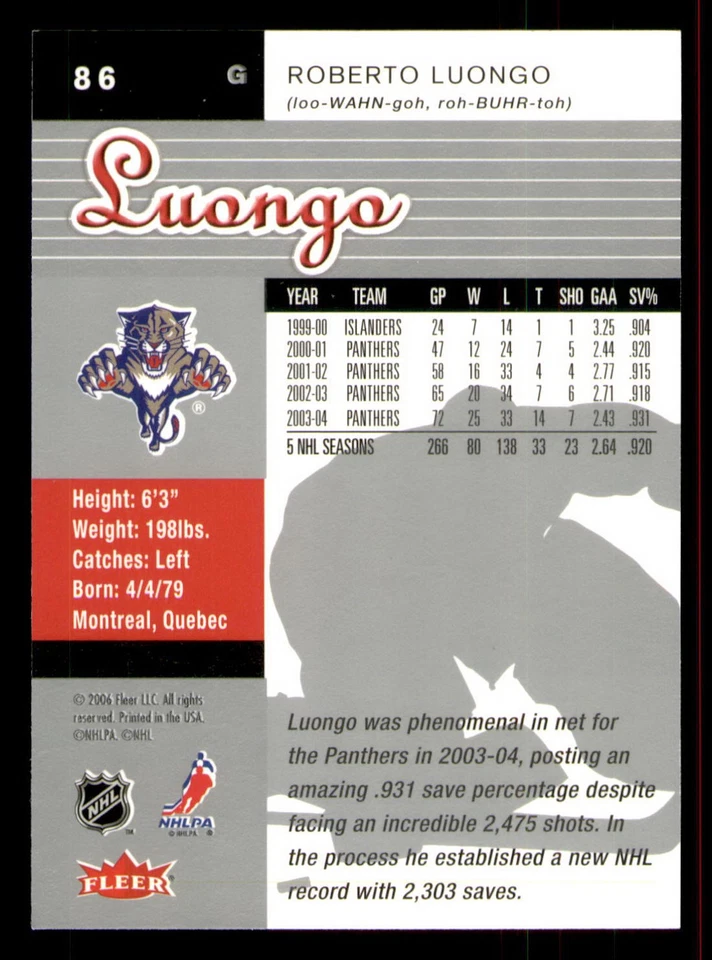 86 G
ROBERTO LUONGO
(loo-WAHN-goh, roh-BUHR-toh)
Luongo
YEAR TEAM GP W L T SHO GAA SV%
1999-00 ISLANDERS 24 7 14 1 1 3.25 .904
2000-01 PANTHERS 47 12 24 7 5 2.44 .920
2001-02 PANTHERS 58 16 33 4 4 2.77 .915
2002-03 PANTHERS 65 20 34 7 6 2.71 .918
2003-04 PANTHERS 72 25 33 14 7 2.43 .931
5 NHL SEASONS 266 80 138 33 23 2.64 .920
®
Height: 6'3"
Weight: 198lbs.
Catches: Left
Born: 4/4/79
Montreal, Quebec
© 2006 Fleer LLC. All rights
reserved. Printed in the USA.
©NHLPA. ©NHL
NHL
TM
NHLPA
© NHLPA ®
FLEER
Luongo was phenomenal in net for
the Panthers in 2003-04, posting an
amazing .931 save percentage despite
facing an incredible 2,475 shots. In
the process he established a new NHL
record with 2,303 saves.